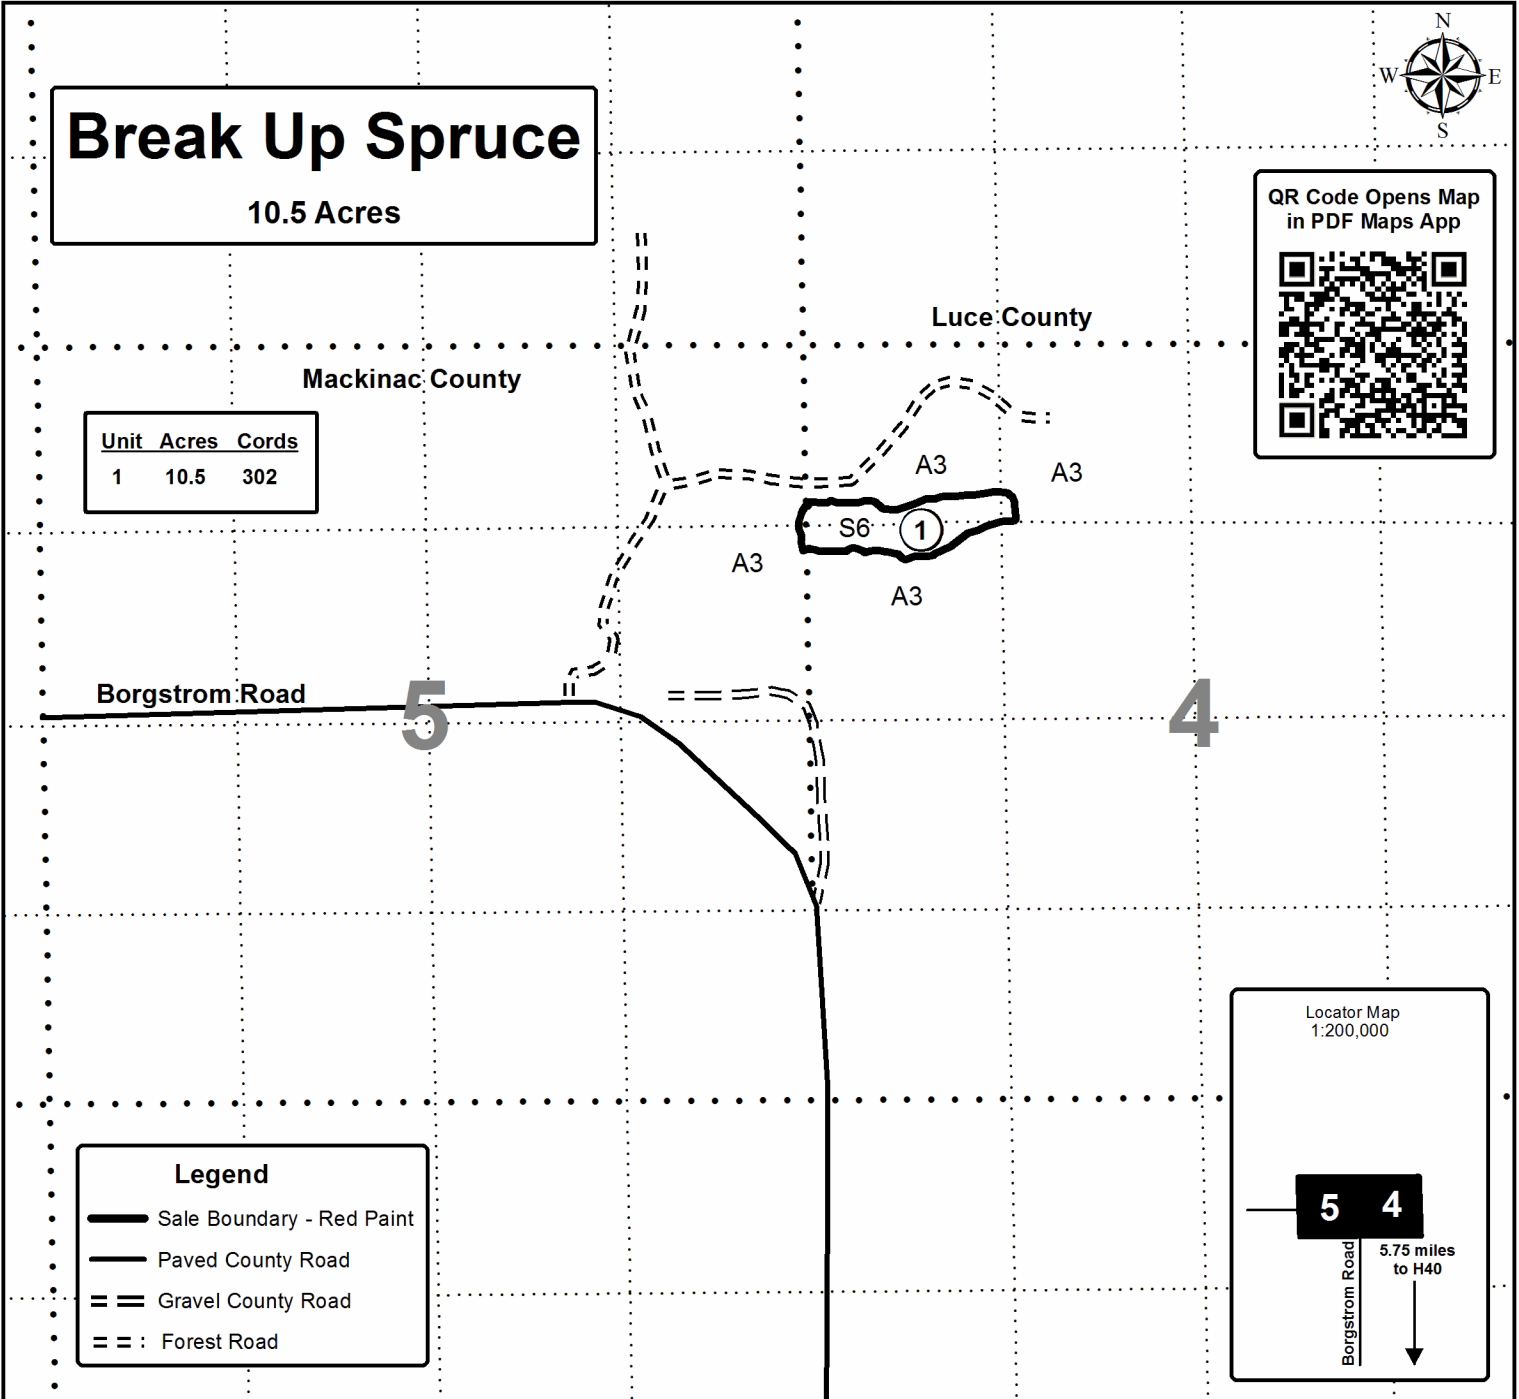 N
W E
S
Break Up Spruce
10.5 Acres
QR Code Opens Map
in PDF Maps App
Luce County
Mackinac County
Unit Acres Cords
1 10.5 302
A3
A3
S6
1
A3
A3
Borgstrom Road
5
4
Locator Map
1:200,000
5 4
Borgstrom Road
5.75 miles
to H40
Legend
Sale Boundary - Red Paint
Paved County Road
Gravel County Road
Forest Road